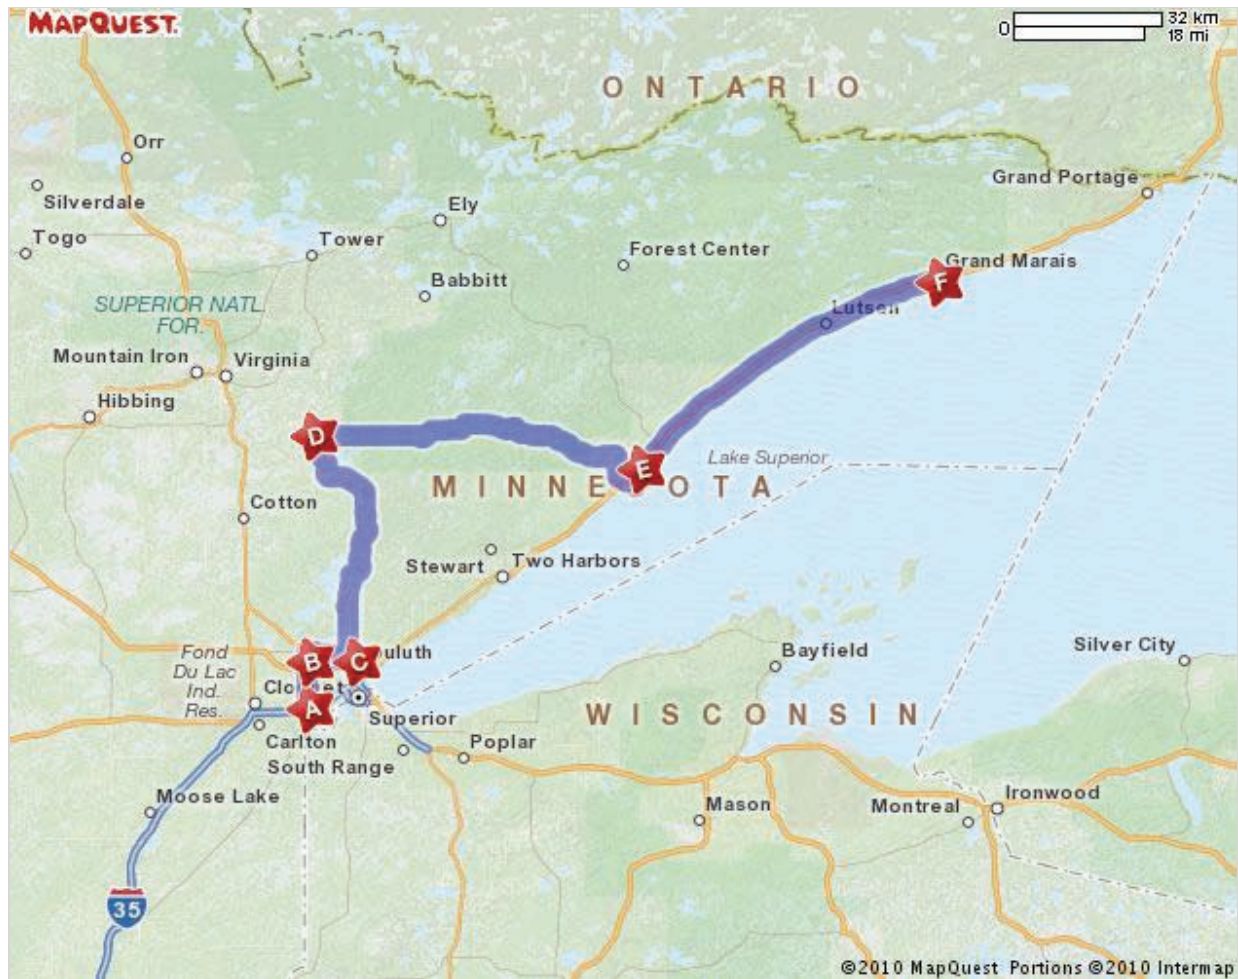 MAPQUEST.
0
32 km
18 mi
ONTARIO
Orr
Silverdale
Togo
Ely
Tower
Babbitt
Forest Center
Grand Portage
Grand Marais
F
Lutsen
SUPERIOR NATL.
FOR.
Mountain Iron
Virginia
Hibbing
D
E
Lake Superior
MINNE OTA
Cotton
Stewart
Two Harbors
Fond
Du Lac
Ind.
Res.
B
C
uluth
Clo et
A
Superior
Carlton
South Range
Poplar
Bayfield
Silver City
WISCONSIN
Moose Lake
Mason
Montreal
Ironwood
35
©2010 MapQuest Portions ©2010 Intermap